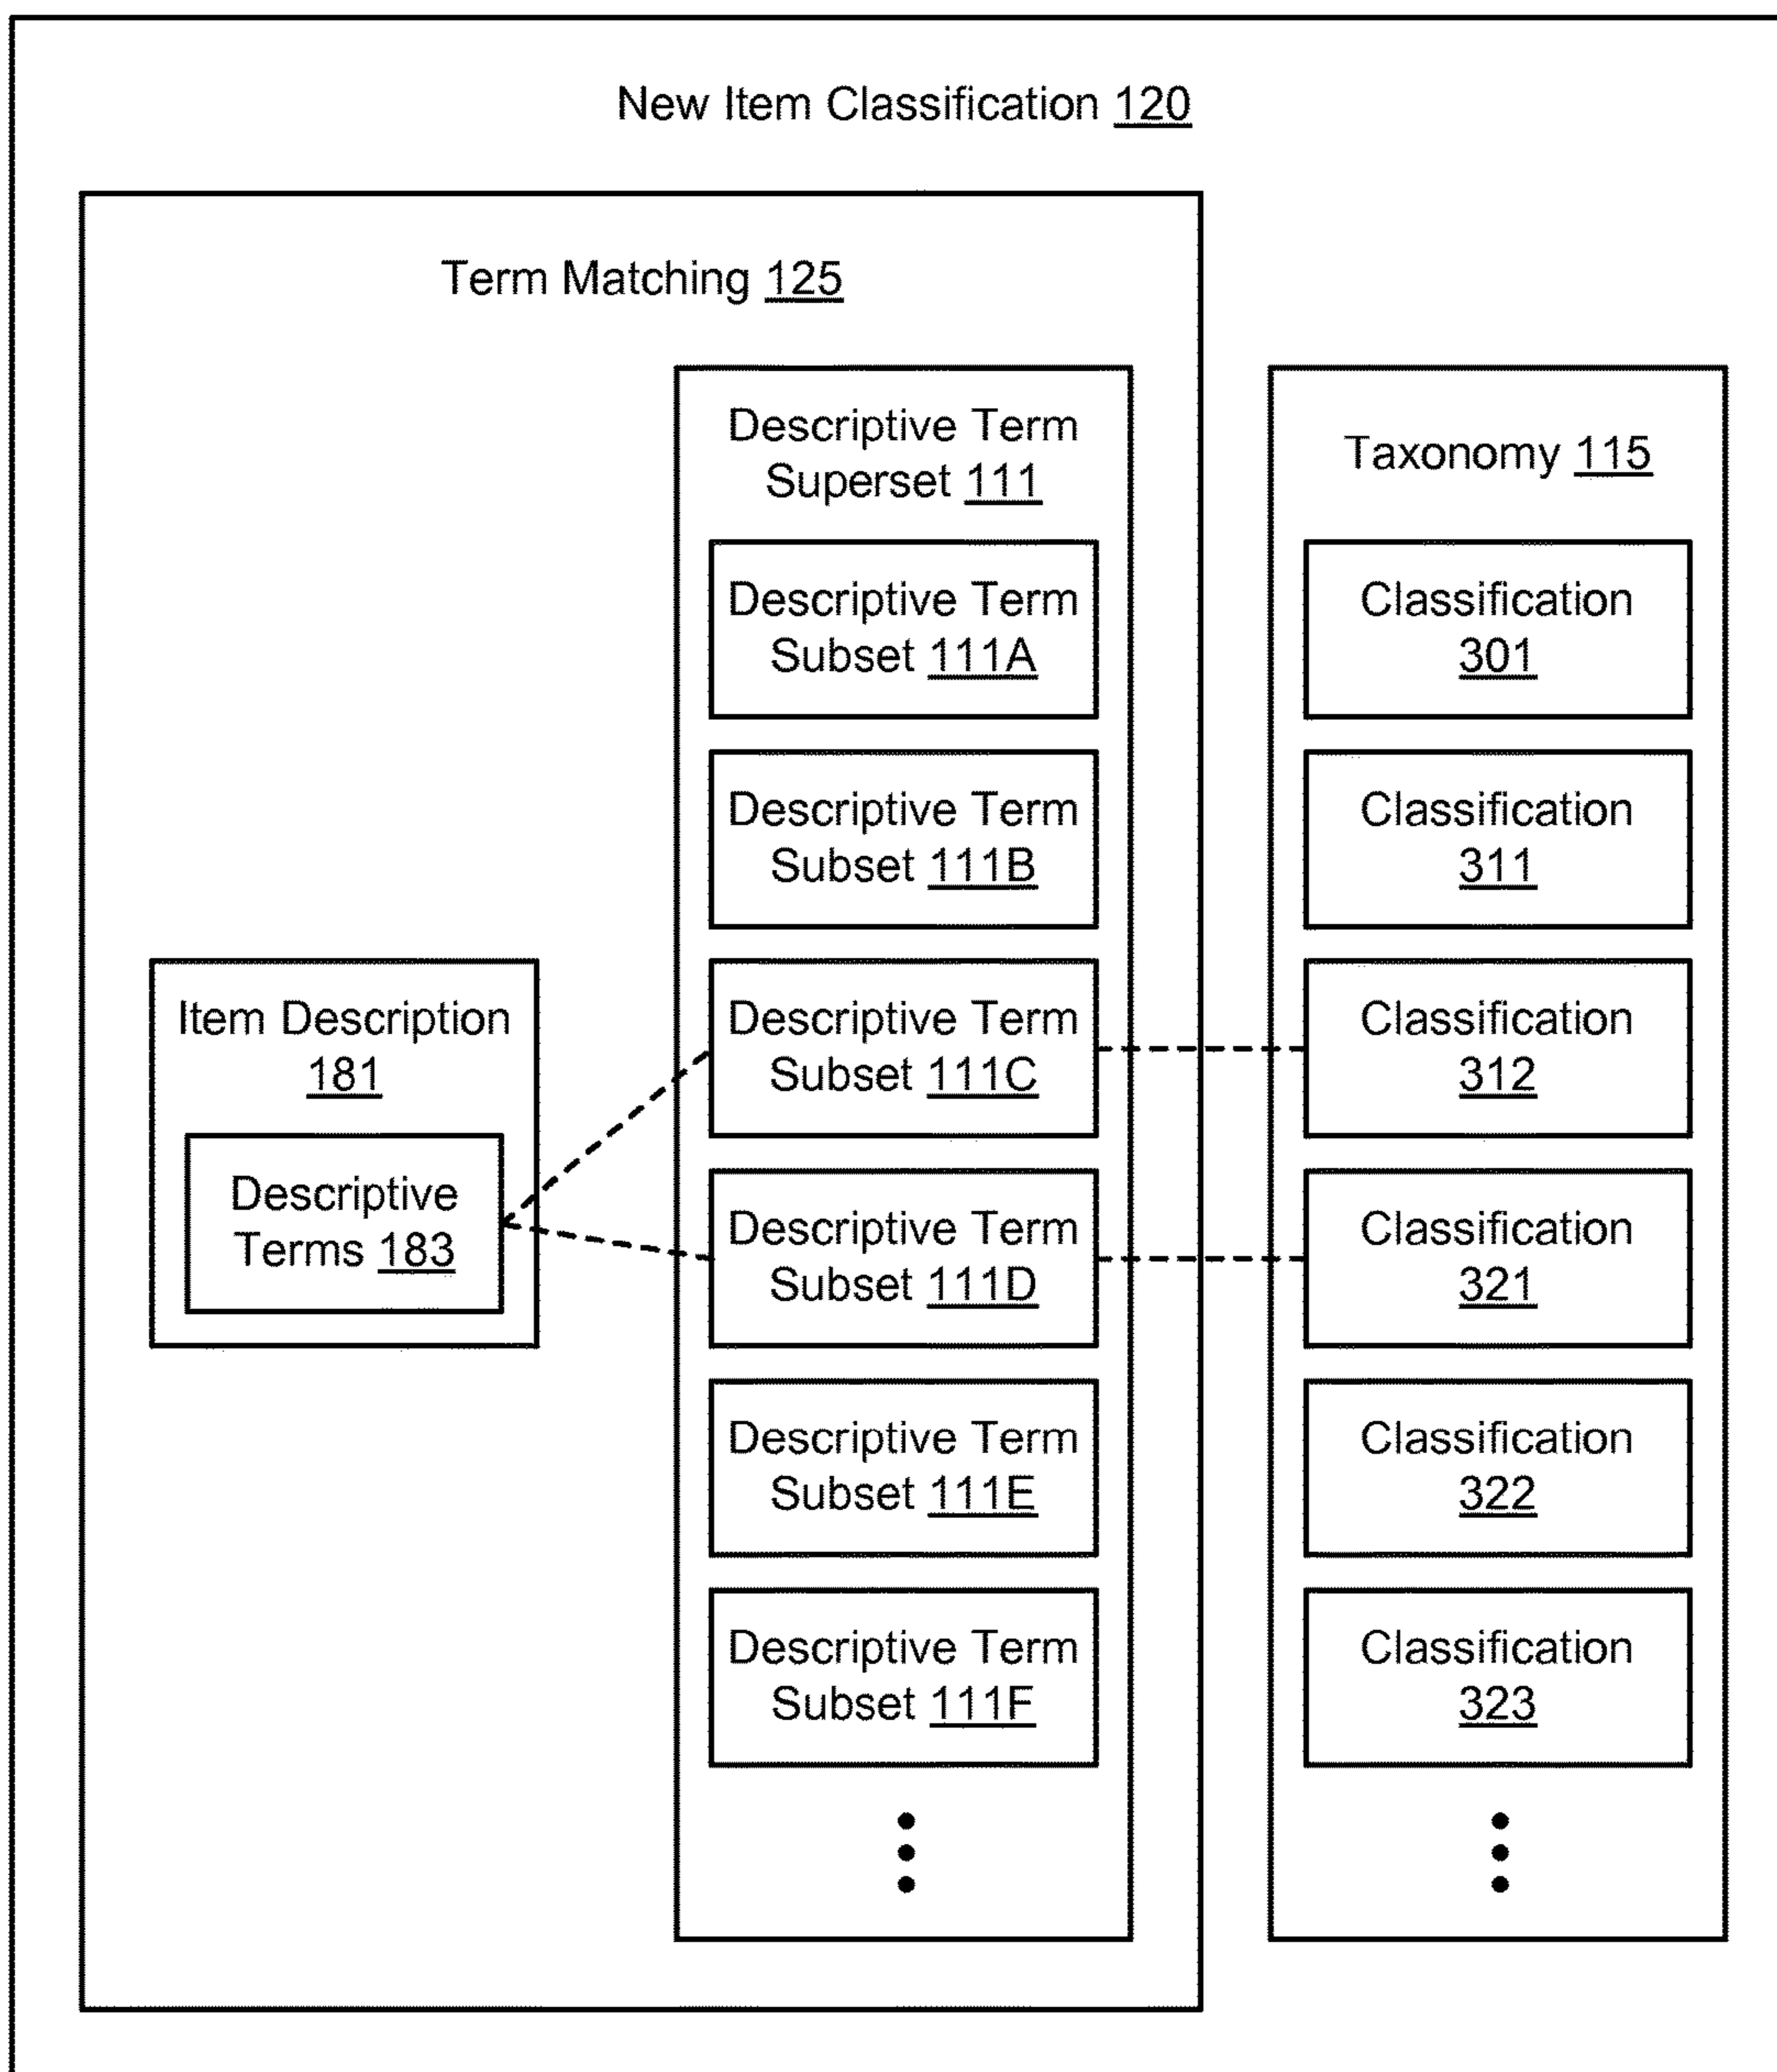 New Item Classification 120
Term Matching 125
Descriptive Term
Superset 111
Descriptive Term
Subset 111A
Descriptive Term
Subset 111B
Descriptive Term
Subset 111C
Descriptive Term
Subset 111D
Descriptive Term
Subset 111E
Descriptive Term
Subset 111F
Item Description
181
Descriptive
Terms 183
Taxonomy 115
Classification
301
Classification
311
Classification
312
Classification
321
Classification
322
Classification
323